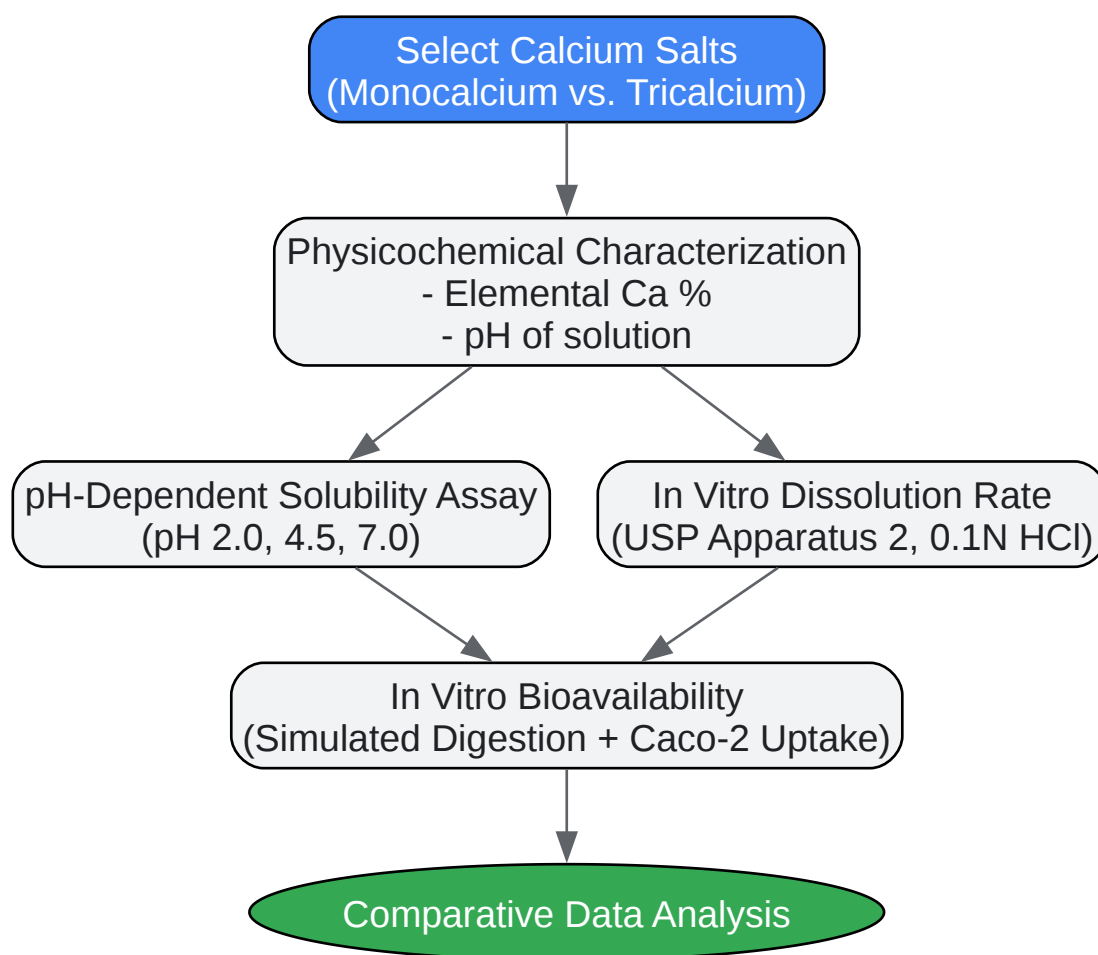 Select Calcium Salts
(Monocalcium vs. Tricalcium)
Physicochemical Characterization
- Elemental Ca %
- pH of solution
pH-Dependent Solubility Assay
(pH 2.0, 4.5, 7.0)
In Vitro Dissolution Rate
(USP Apparatus 2, 0.1N HCl)
In Vitro Bioavailability
(Simulated Digestion + Caco-2 Uptake)
Comparative Data Analysis